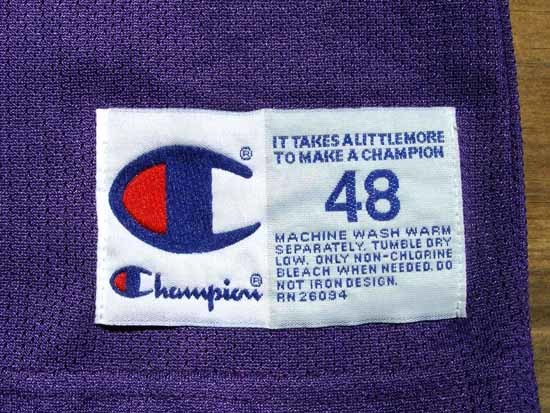 ®
Champion®
IT TAKES A LITTLE MORE
TO MAKE A CHAMPION
48
MACHINE WASH WARM
SEPARATELY, TUMBLE DRY
LOW. ONLY NON-CHLORINE
BLEACH WHEN NEEDED. DO
NOT IRON DESIGN.
RN 26094